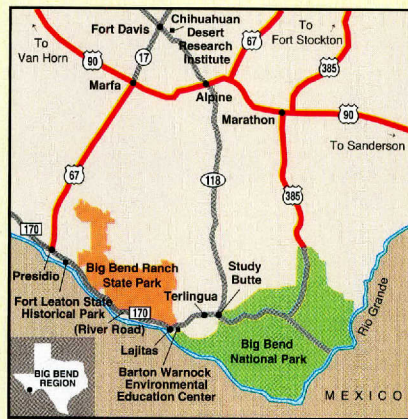 To
Van Horn
90
Fort Davis
17
Chihuahuan
Desert
Research
Institute
67
To
Fort Stockton
385
Marfa
Alpine
Marathon
90
To Sanderson
67
118
385
170
Presidio
Big Bend Ranch
State Park
Study
Butte
Fort Leaton State
Historical Park
170
Terlingua
(River Road)
Lajitas
Big Bend
National Park
Rio Grande
Barton Warnock
Environmental
Education Center
BIG BEND
REGION
MEXICO